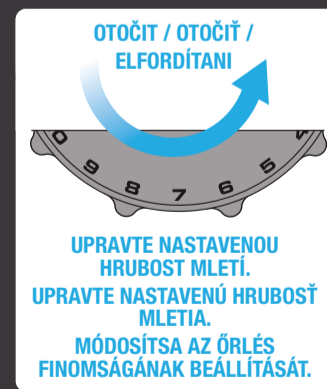 OTOČIT / OTOČIŤ /
ELFORDÍTANI
0 9 8 7 6 5 4
UPRAVTE NASTAVENOU
HRUBOST MLETÍ.
UPRAVTE NASTAVENÚ HRUBOSŤ
MLETIA.
MÓDOSÍTSA AZ ŐRLÉS
FINOMSÁGÁNAK BEÁLLÍTÁSÁT.